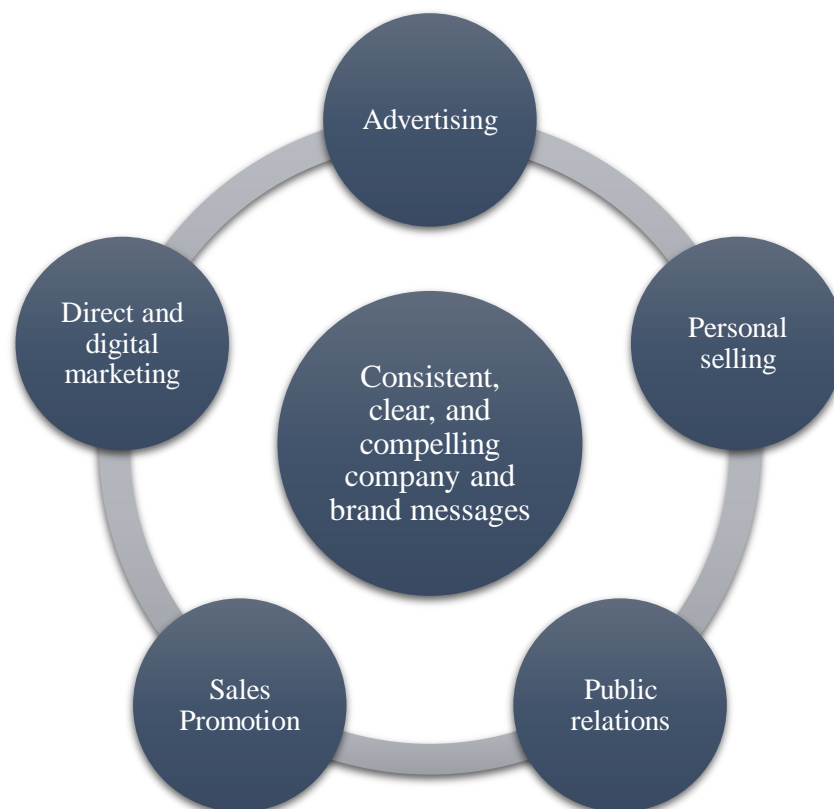 Advertising
Direct and
digital
marketing
Personal
selling
Consistent,
clear, and
compelling
company and
brand messages
Sales
Promotion
Public
relations